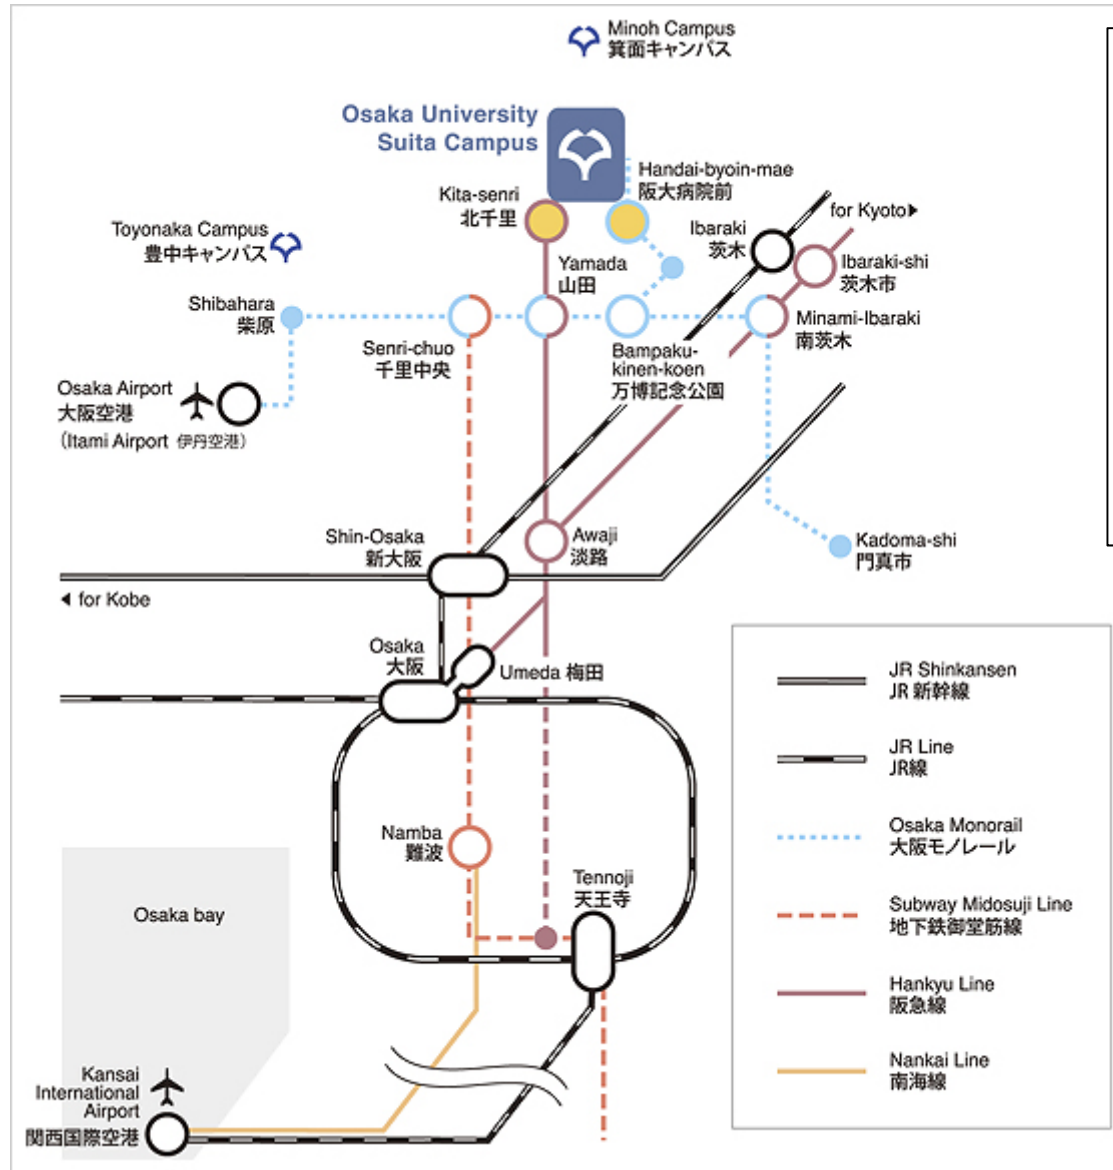 Minoh Campus
箕面キャンパス
Osaka University
Suita Campus
Handai-byoin-mae
阪大病院前
Kita-senri
北千里
for Kyoto▶
Ibaraki
茨木
Toyonaka Campus
豊中キャンパス
Yamada
山田
Ibaraki-shi
茨木市
Shibahara
柴原
Senri-chuo
千里中央
Bampaku-
kinen-koen
万博記念公園
Minami-Ibaraki
南茨木
Osaka Airport
大阪空港
(Itami Airport 伊丹空港)
Shin-Osaka
新大阪
Awaji
淡路
Kadoma-shi
門真市
◀ for Kobe
Osaka
大阪
Umeda 梅田
Namba
難波
Tennoji
天王寺
Osaka bay
Kansai
International
Airport
関西国際空港
JR Shinkansen
JR 新幹線
JR Line
JR線
Osaka Monorail
大阪モノレール
Subway Midosuji Line
地下鉄御堂筋線
Hankyu Line
阪急線
Nankai Line
南海線